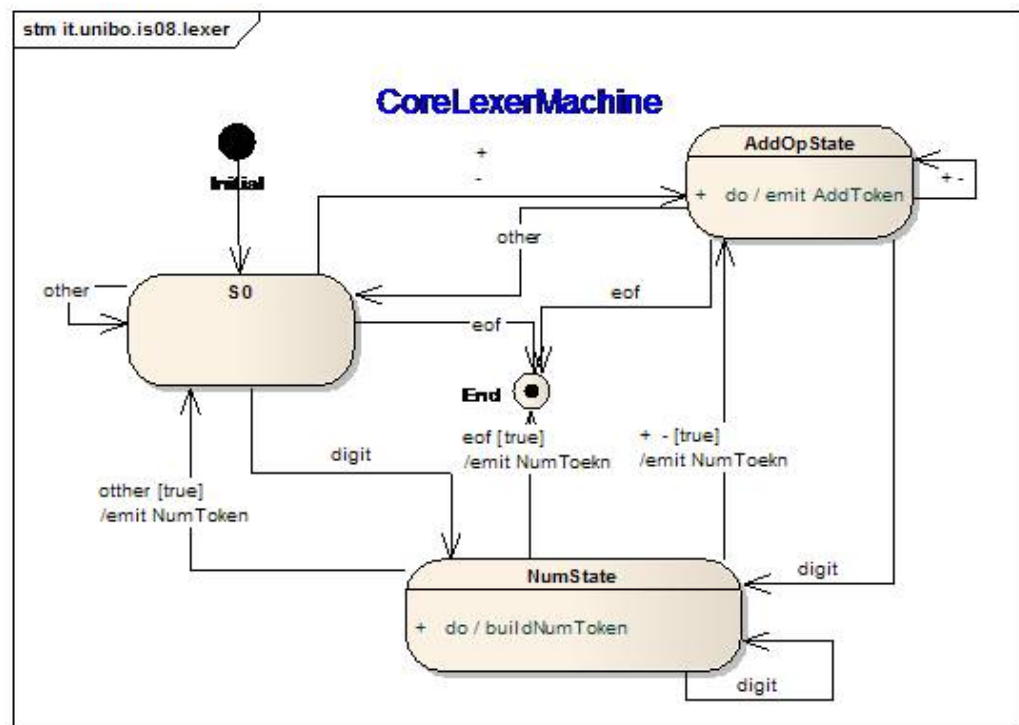 stm it.unibo.is08.lexer
CoreLexerMachine
Initial
+
-
AddOpState
+ do / emit AddToken
+ -
other
other
S0
eof
eof
End
digit
eof [true]
/emit NumToekn
+ - [true]
/emit NumToekn
otther [true]
/emit NumToken
digit
NumState
+ do / buildNumToken
digit